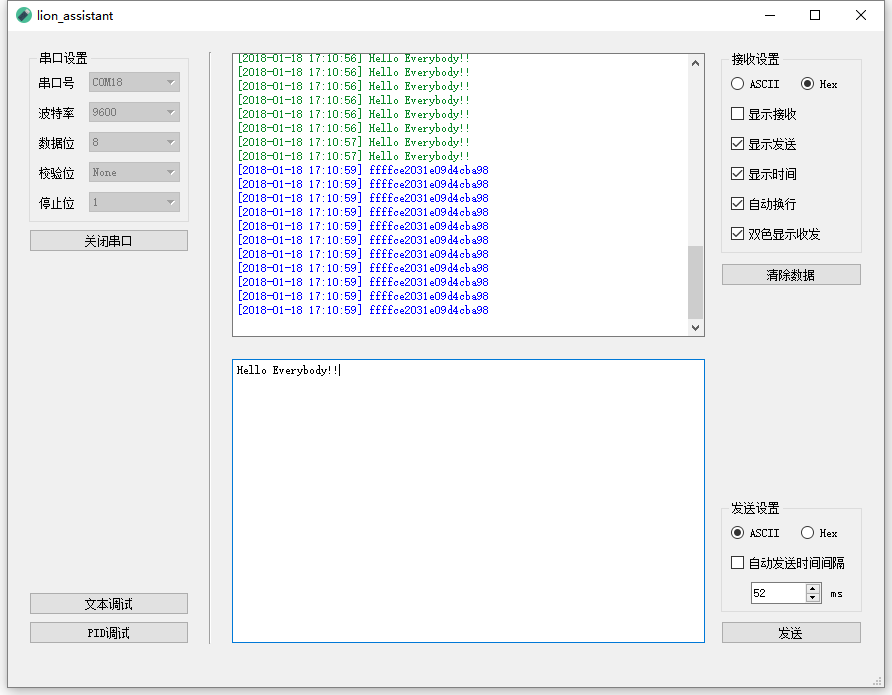 lion_assistant
串口设置
串口号 COM18
波特率 9600
数据位 8
校验位 None
停止位 1
关闭串口
文本调试
PID调试
[2018-01-18 17:10:56] Hello Everybody!!
[2018-01-18 17:10:56] Hello Everybody!!
[2018-01-18 17:10:56] Hello Everybody!!
[2018-01-18 17:10:56] Hello Everybody!!
[2018-01-18 17:10:56] Hello Everybody!!
[2018-01-18 17:10:56] Hello Everybody!!
[2018-01-18 17:10:57] Hello Everybody!!
[2018-01-18 17:10:57] Hello Everybody!!
[2018-01-18 17:10:59] ffffce2031e09d4cba98
[2018-01-18 17:10:59] ffffce2031e09d4cba98
[2018-01-18 17:10:59] ffffce2031e09d4cba98
[2018-01-18 17:10:59] ffffce2031e09d4cba98
[2018-01-18 17:10:59] ffffce2031e09d4cba98
[2018-01-18 17:10:59] ffffce2031e09d4cba98
[2018-01-18 17:10:59] ffffce2031e09d4cba98
[2018-01-18 17:10:59] ffffce2031e09d4cba98
[2018-01-18 17:10:59] ffffce2031e09d4cba98
[2018-01-18 17:10:59] ffffce2031e09d4cba98
[2018-01-18 17:10:59] ffffce2031e09d4cba98
Hello Everybody!!
接收设置
ASCII Hex
显示接收
显示发送
显示时间
自动换行
双色显示收发
清除数据
发送设置
ASCII Hex
自动发送时间间隔
52 ms
发送